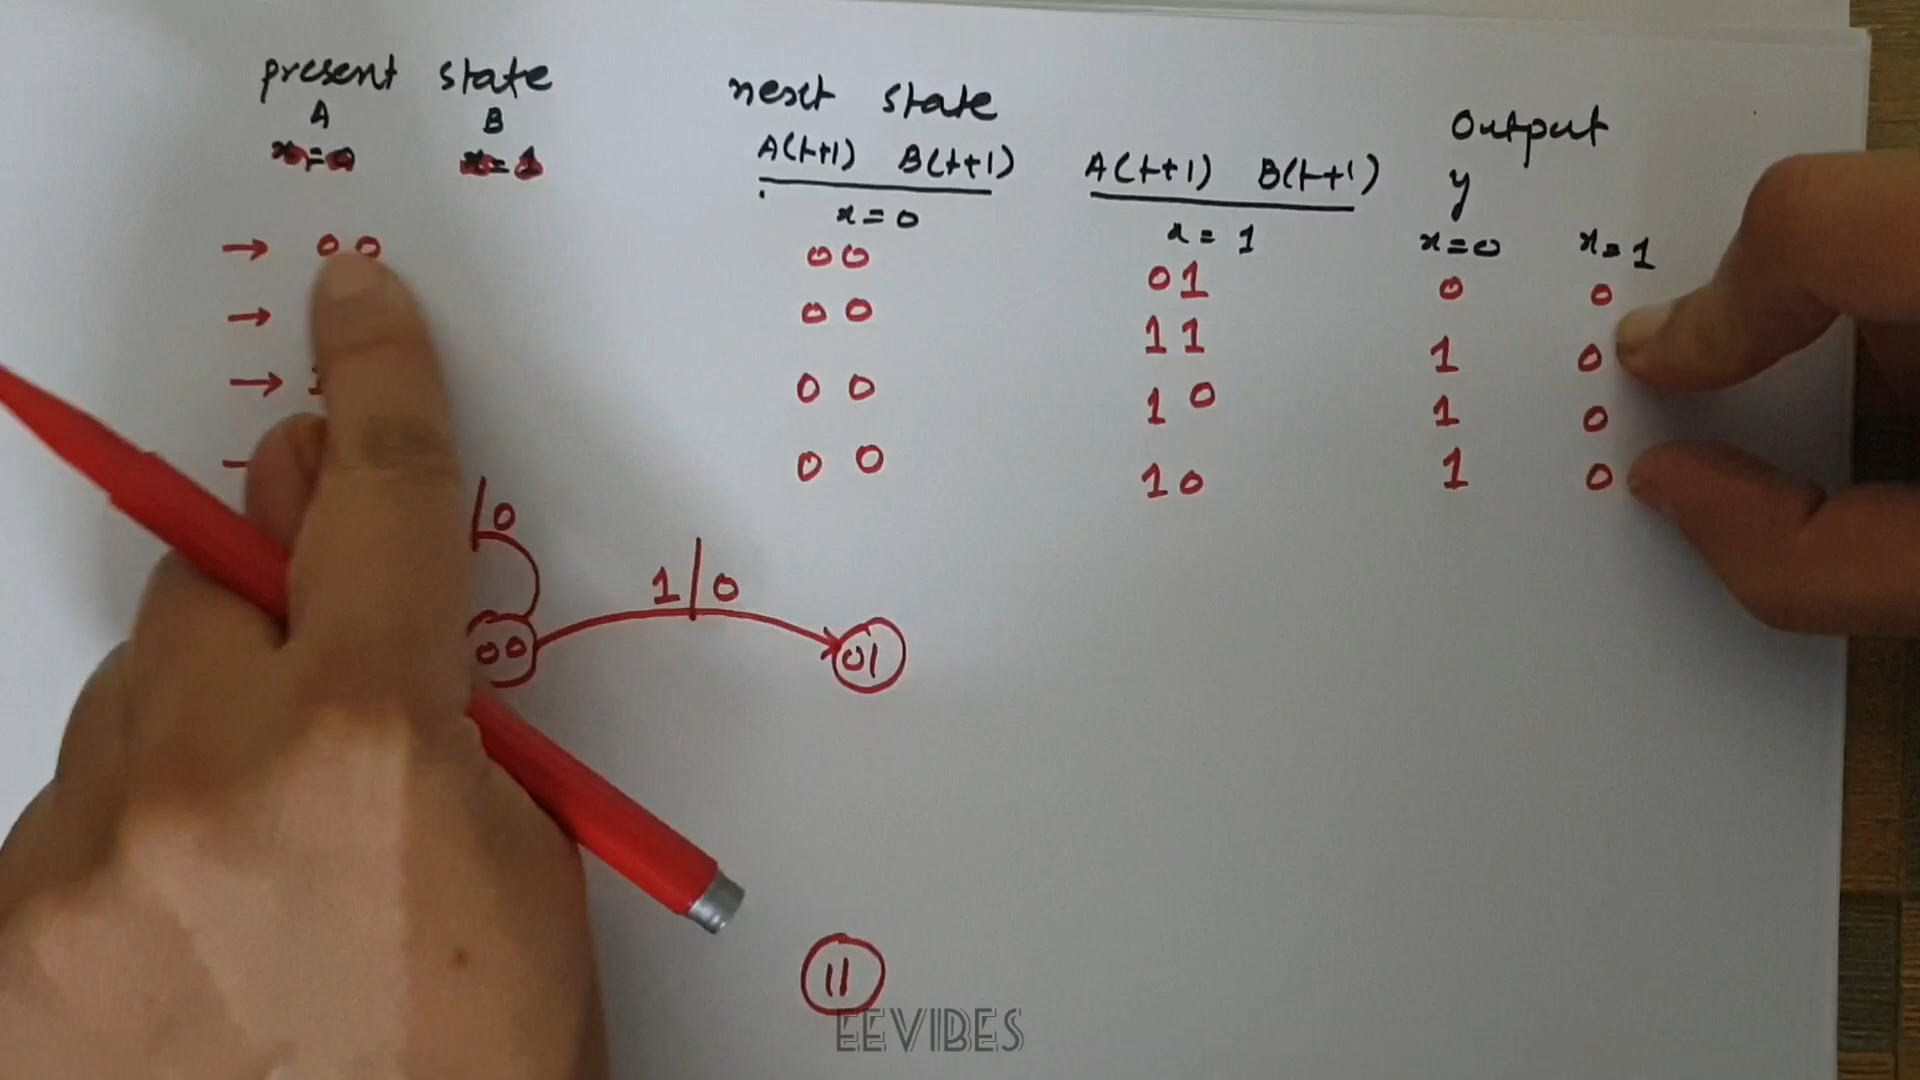 present state
next state
Output
A B
A(t+1) B(t+1)
A(t+1) B(t+1)
y
x=0
x=1
x=0 x=1
→ 00 00 01 0 0
→ 00 11 1 0
→ 1 00 10 1 0
00 10 1 0
/0
1/0
00
01
11
EEVIBES